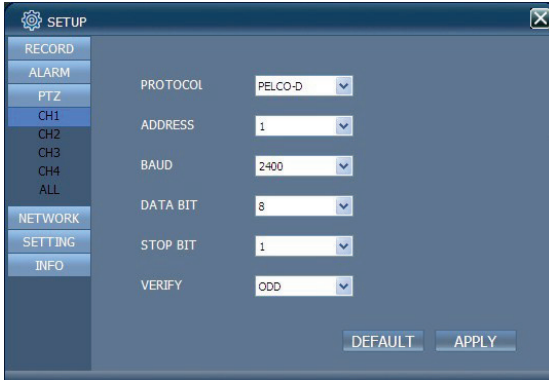 SETUP
RECORD
ALARM
PTZ
CH1
CH2
CH3
CH4
ALL
NETWORK
SETTING
INFO
PROTOCOL PELCO-D
ADDRESS 1
BAUD 2400
DATA BIT 8
STOP BIT 1
VERIFY ODD
DEFAULT APPLY